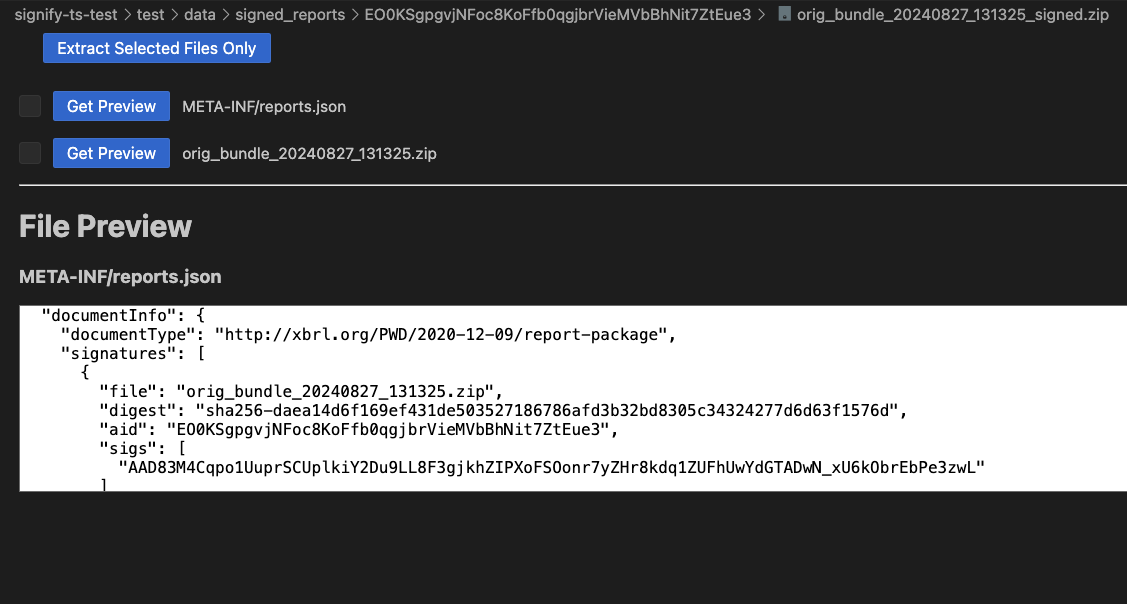 signify-ts-test > test > data > signed_reports > EO0KSgpgvjNFoc8KoFfb0qgjbrVieMVbBhNit7ZtEue3 > orig_bundle_20240827_131325_signed.zip
Extract Selected Files Only
Get Preview META-INF/reports.json
Get Preview orig_bundle_20240827_131325.zip
File Preview
META-INF/reports.json
"documentInfo": {
"documentType": "http://xbrl.org/PWD/2020-12-09/report-package",
"signatures": [
{
"file": "orig_bundle_20240827_131325.zip",
"digest": "sha256-daea14d6f169ef431de503527186786afd3b32bd8305c34324277d6d63f1576d",
"aid": "EO0KSgpgvjNFoc8KoFfb0qgjbrVieMVbBhNit7ZtEue3",
"sigs": [
"AAD83M4Cqpo1UuprSCUplkiY2Du9LL8F3gjkhZIPXoFSOonr7yZHr8kdq1ZUFhUwYdGTADwN_xU6kObrEbPe3zwL"
]